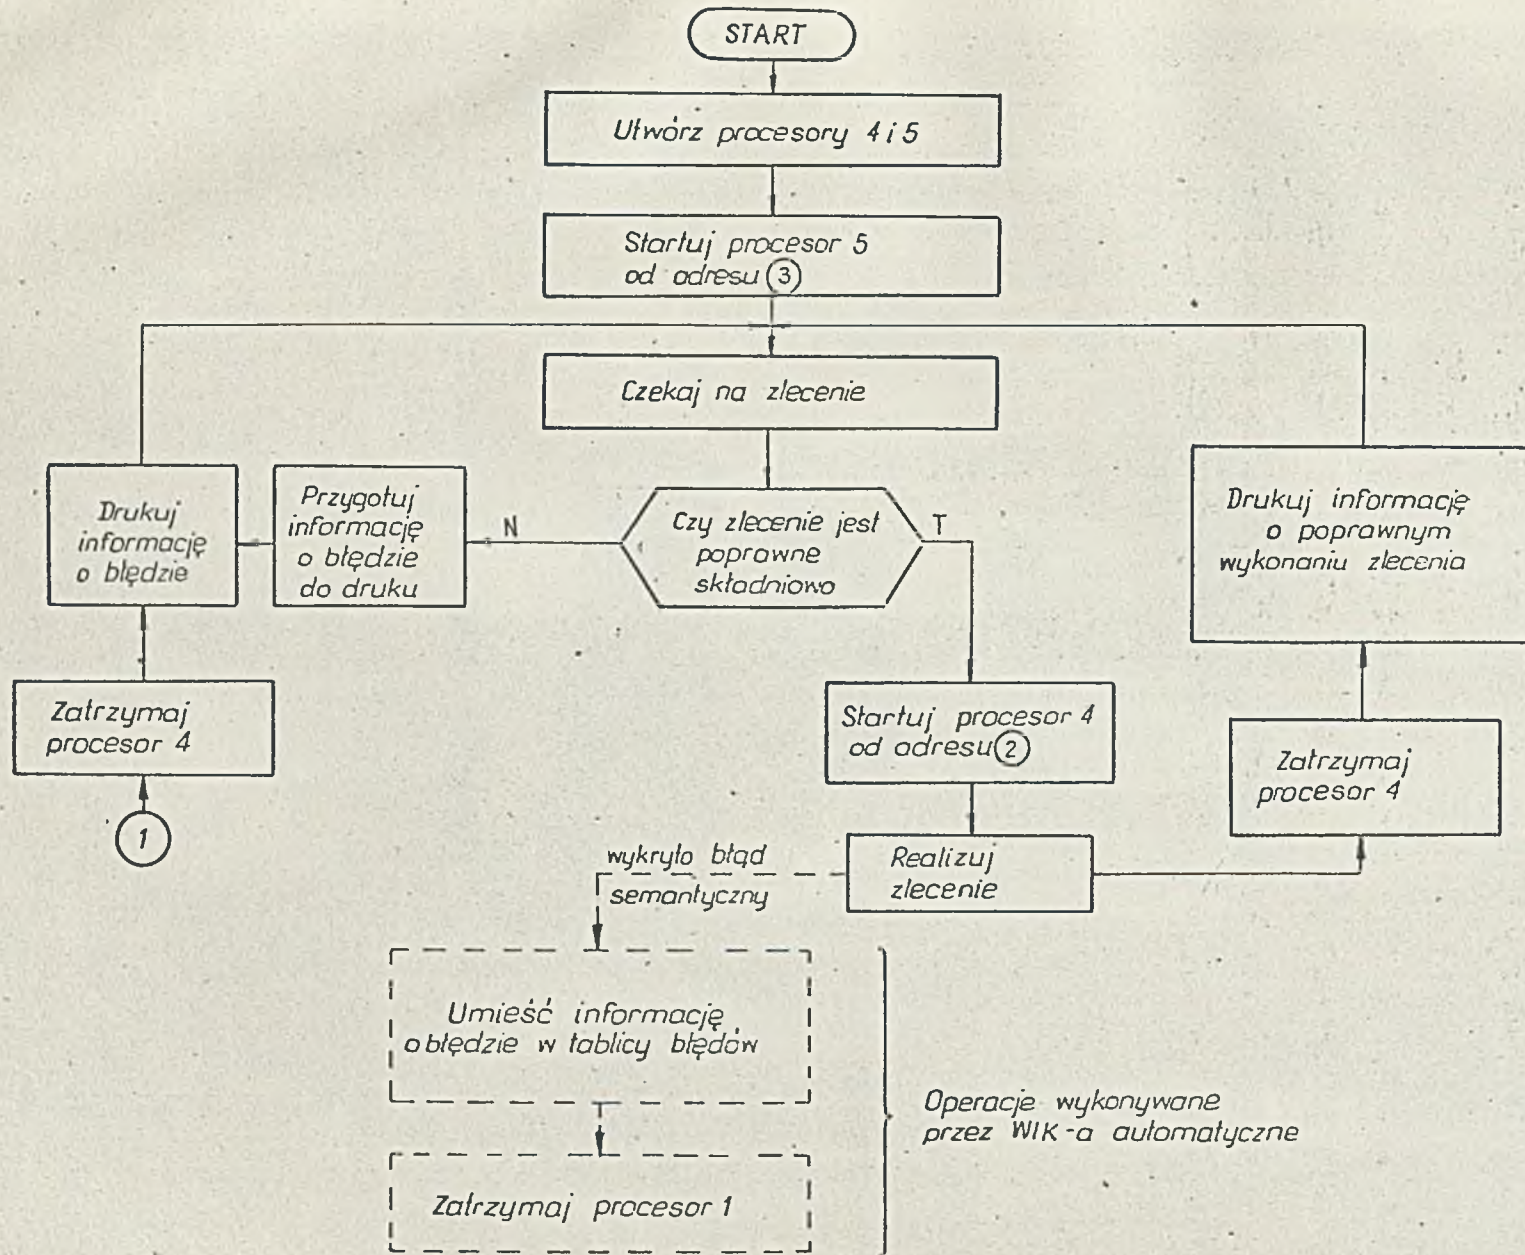 START
Utwórz procesory 4 i 5
Startuj procesor 5
od adresu 3
Czekaj na zlecenie
Drukuj
informację
o błędzie
Przygotuj
informację
o błędzie
do druku
N
Czy zlecenie jest
poprawne
składniowo
T
Drukuj informację
o poprawnym
wykonaniu zlecenia
Zatrzymaj
procesor 4
1
Startuj procesor 4
od adresu 2
Zatrzymaj
procesor 4
Realizuj
zlecenie
wykryto błąd
semantyczny
Umieść informację
o błędzie w tablicy błędów
Zatrzymaj procesor 1
Operacje wykonywane
przez WIK-a automatyczne